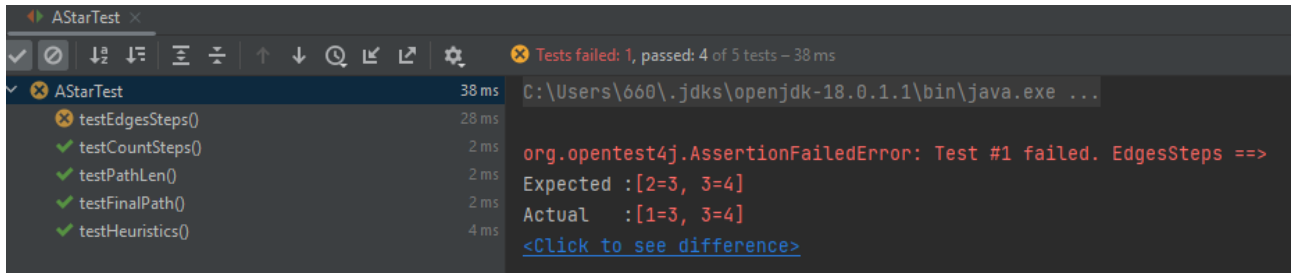 AStarTest
Tests failed: 1, passed: 4 of 5 tests – 38 ms
AStarTest 38 ms
testEdgesSteps() 28 ms
testCountSteps() 2 ms
testPathLen() 2 ms
testFinalPath() 2 ms
testHeuristics() 4 ms
C:\Users\660\.jdks\openjdk-18.0.1.1\bin\java.exe ...
org.opentest4j.AssertionFailedError: Test #1 failed. EdgesSteps ==>
Expected :[2=3, 3=4]
Actual   :[1=3, 3=4]
<Click to see difference>